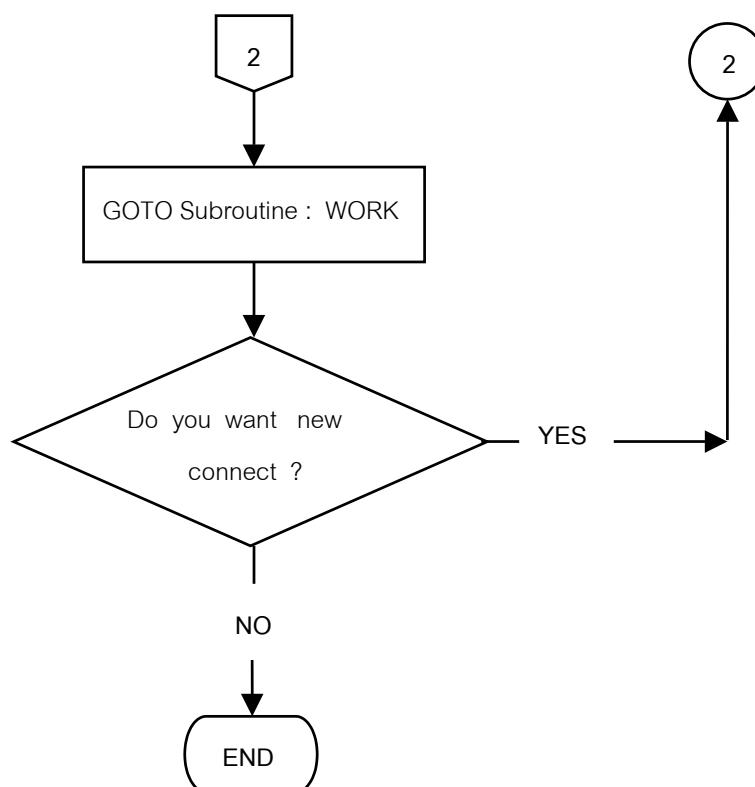 2
2
GOTO Subroutine : WORK
Do you want new
connect ?
YES
NO
END